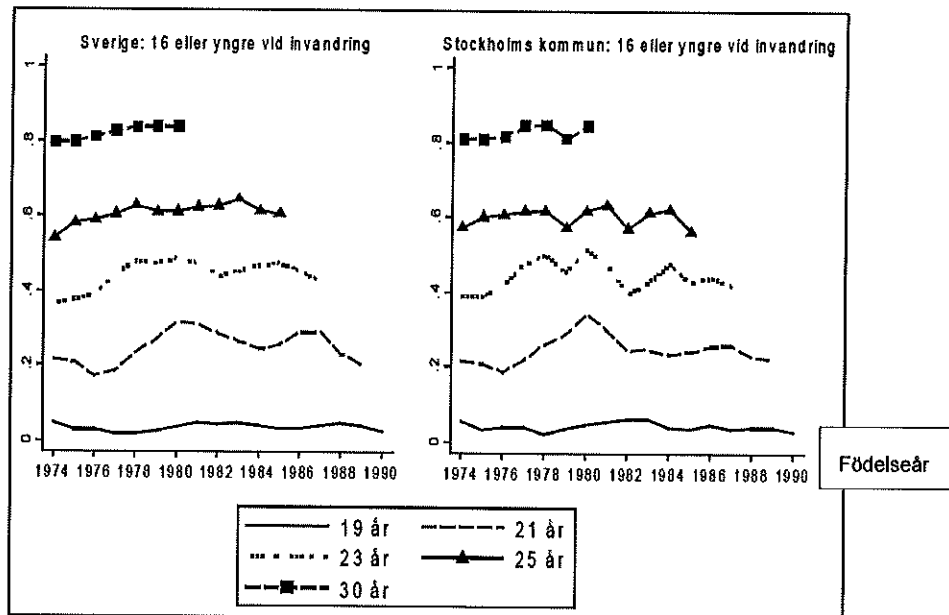 Sverige: 16 eller yngre vid invandring
1
.8
.6
.4
.2
0
1974 1976 1978 1980 1982 1984 1986 1988 1990
Stockholms kommun: 16 eller yngre vid invandring
1
.8
.6
.4
.2
0
1974 1976 1978 1980 1982 1984 1986 1988 1990
Födelseår
19 år
21 år
23 år
25 år
30 år